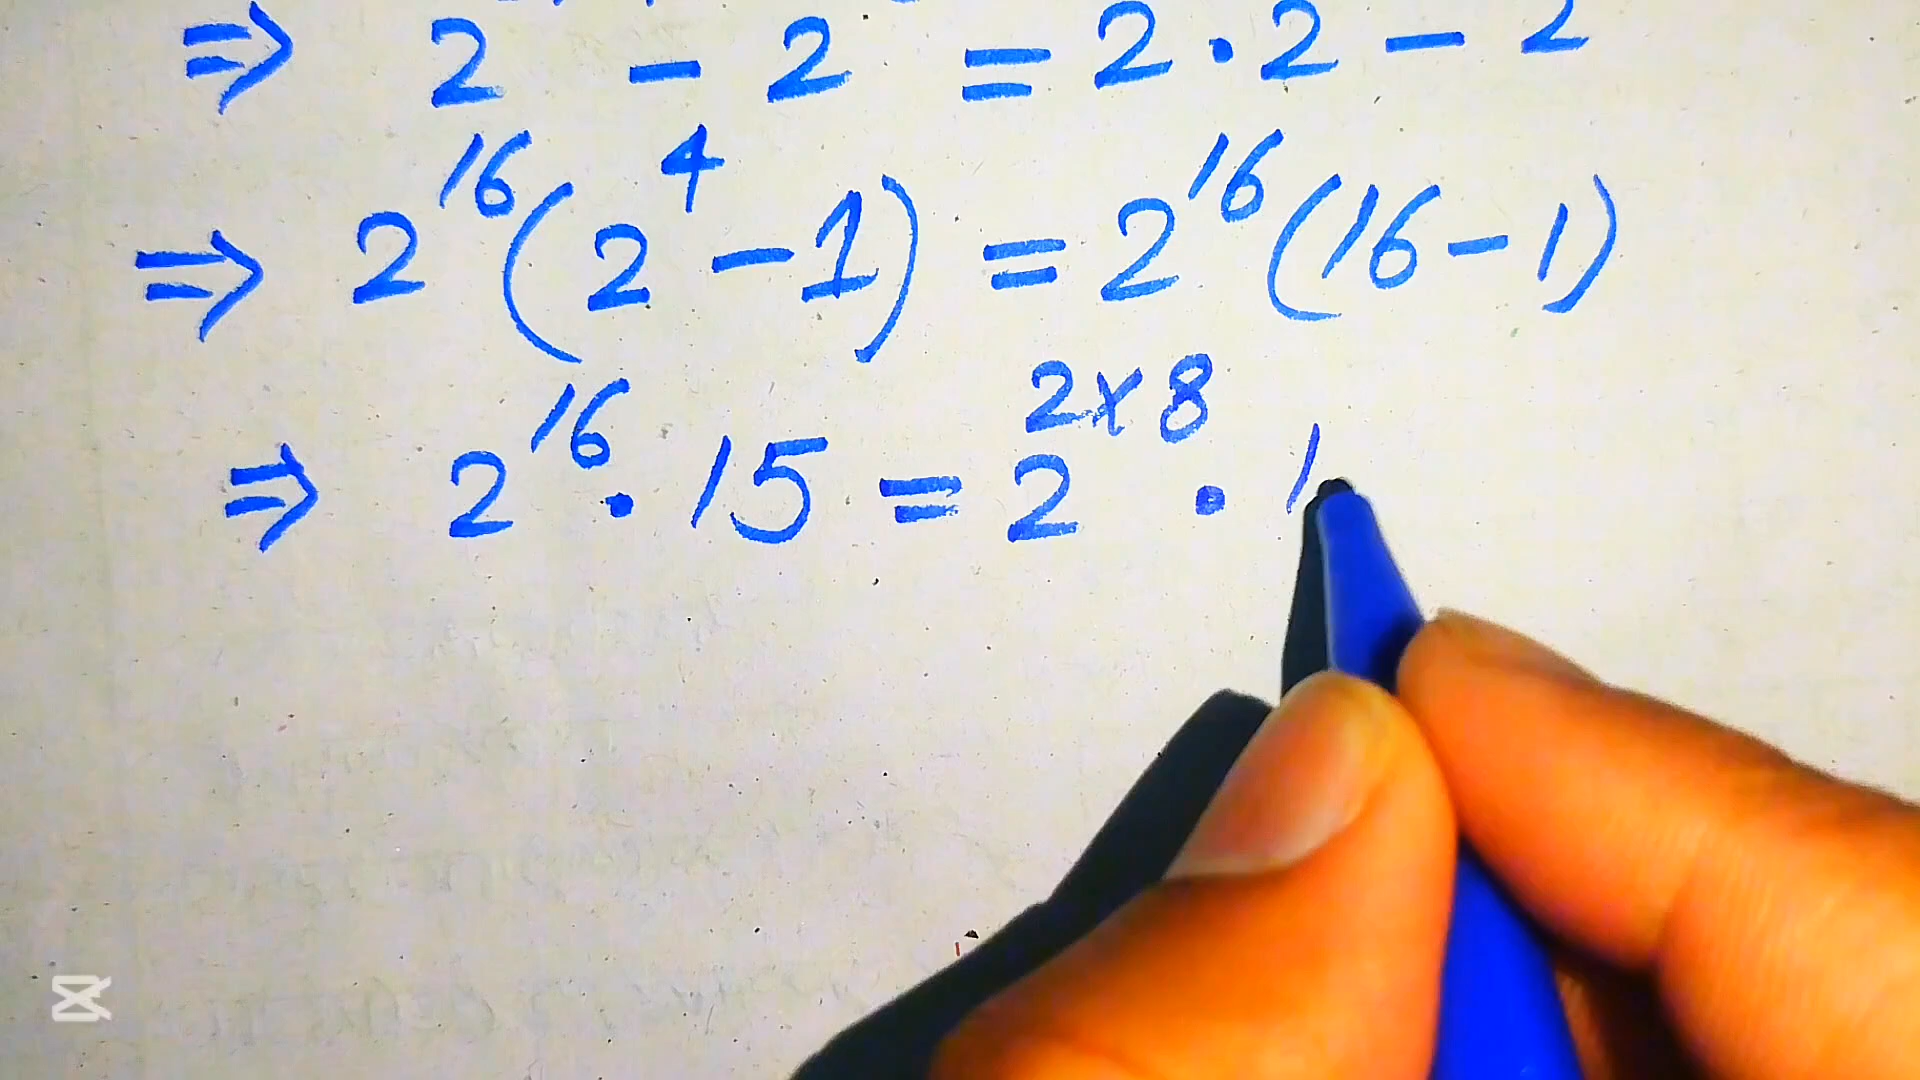 ⇒ 2 - 2 = 2 · 2 - 2
⇒ 2^16 (2^4 - 1) = 2^16 (16 - 1)
⇒ 2^16 · 15 = 2^2×8 · 1